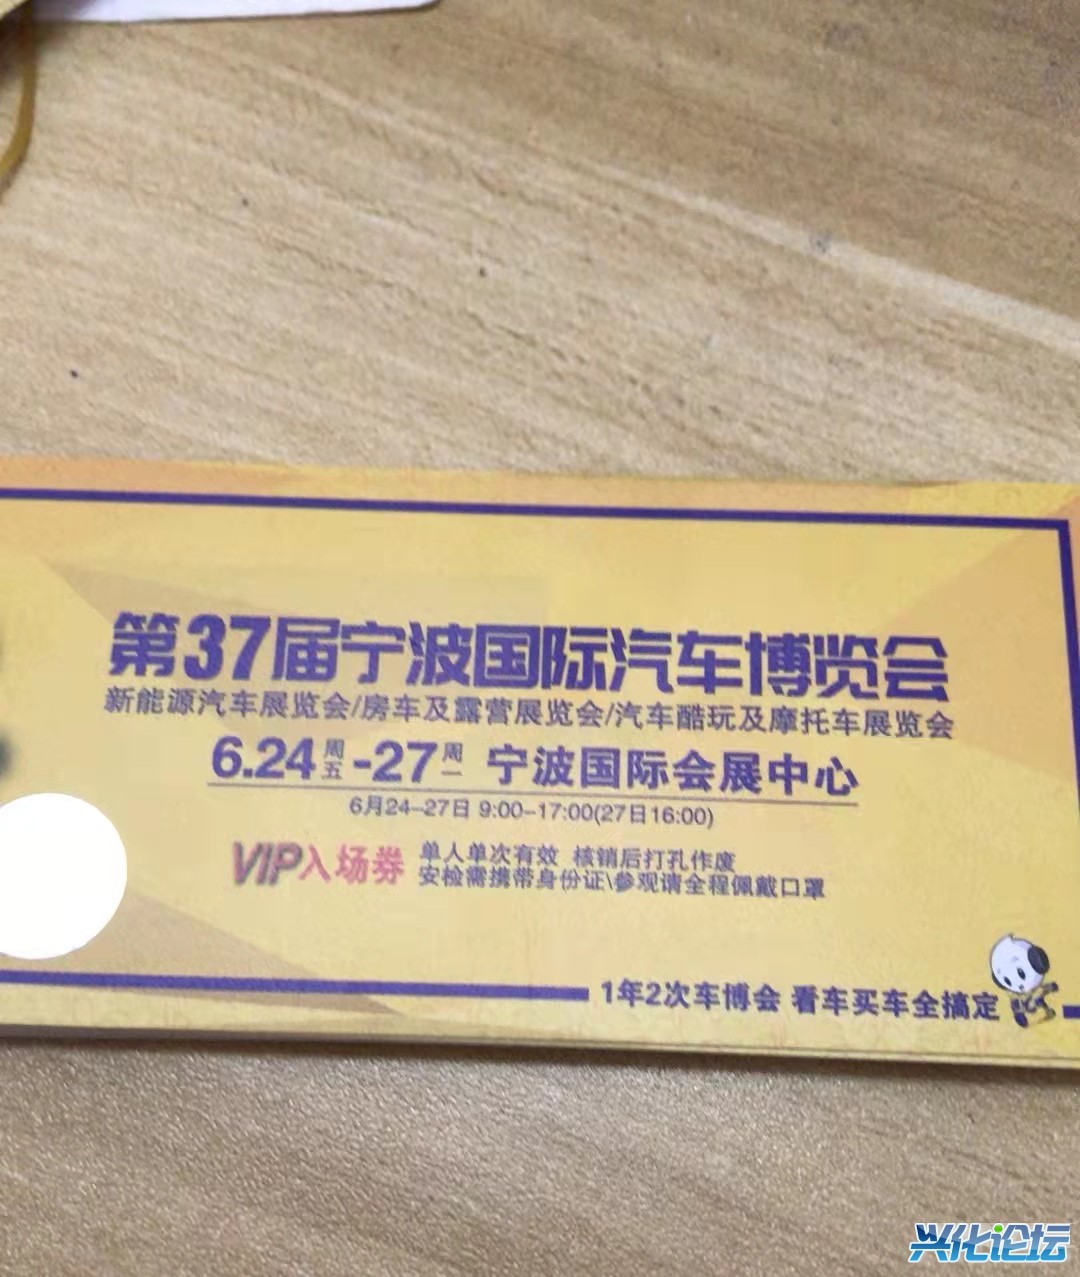 第37届宁波国际汽车博览会
新能源汽车展览会/房车及露营展览会/汽车酷玩及摩托车展览会
6.24周五-27周一 宁波国际会展中心
6月24-27日 9:00-17:00(27日16:00)
VIP入场券 单人单次有效 核销后打孔作废
安检需携带身份证\参观请全程佩戴口罩
1年2次车博会 看车买车全搞定
兴化论坛